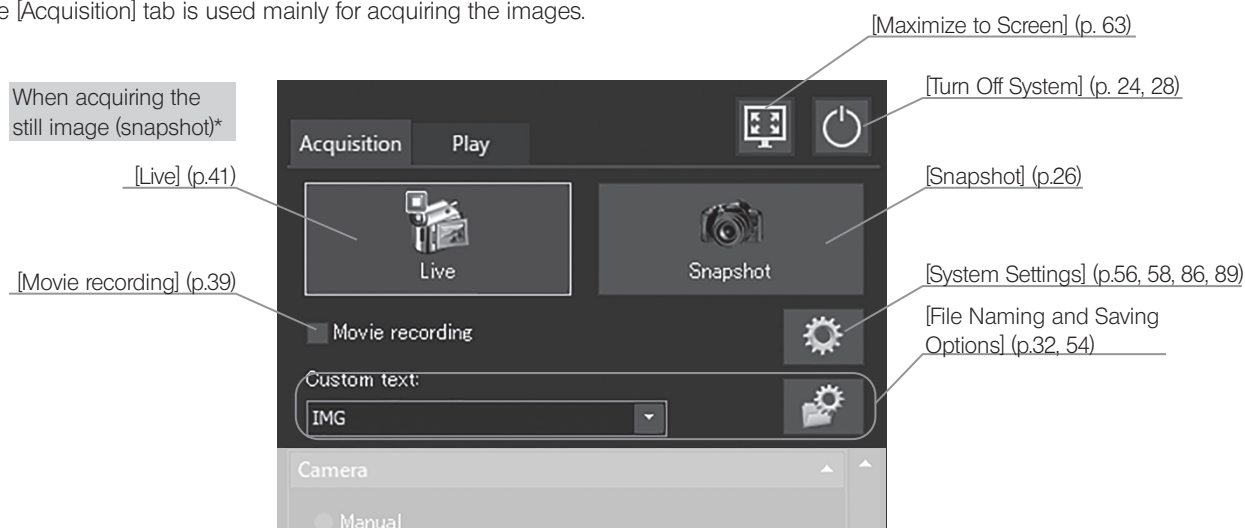 e [Acquisition] tab is used mainly for acquiring the images.
[Maximize to Screen] (p. 63)
When acquiring the
still image (snapshot)*
[Turn Off System] (p. 24, 28)
Acquisition
Play
[Live] (p.41)
[Snapshot] (p.26)
Live
Snapshot
[Movie recording] (p.39)
[System Settings] (p.56, 58, 86, 89)
Movie recording
[File Naming and Saving
Options] (p.32, 54)
Custom text:
IMG
Camera
Manual